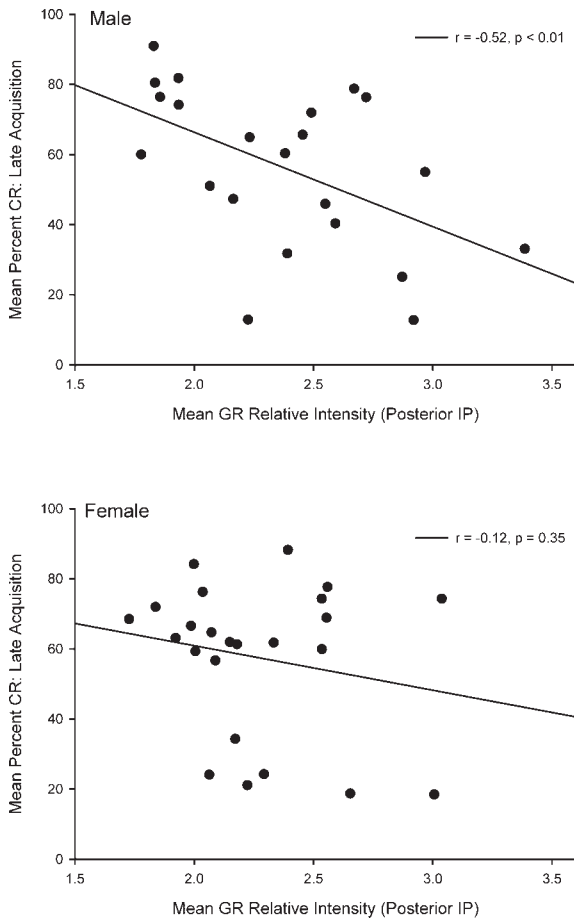 Male
r = -0.52, p < 0.01
Mean Percent CR: Late Acquisition
100
80
60
40
20
0
1.5 2.0 2.5 3.0 3.5
Mean GR Relative Intensity (Posterior IP)
Female
r = -0.12, p = 0.35
Mean Percent CR: Late Acquisition
100
80
60
40
20
0
1.5 2.0 2.5 3.0 3.5
Mean GR Relative Intensity (Posterior IP)